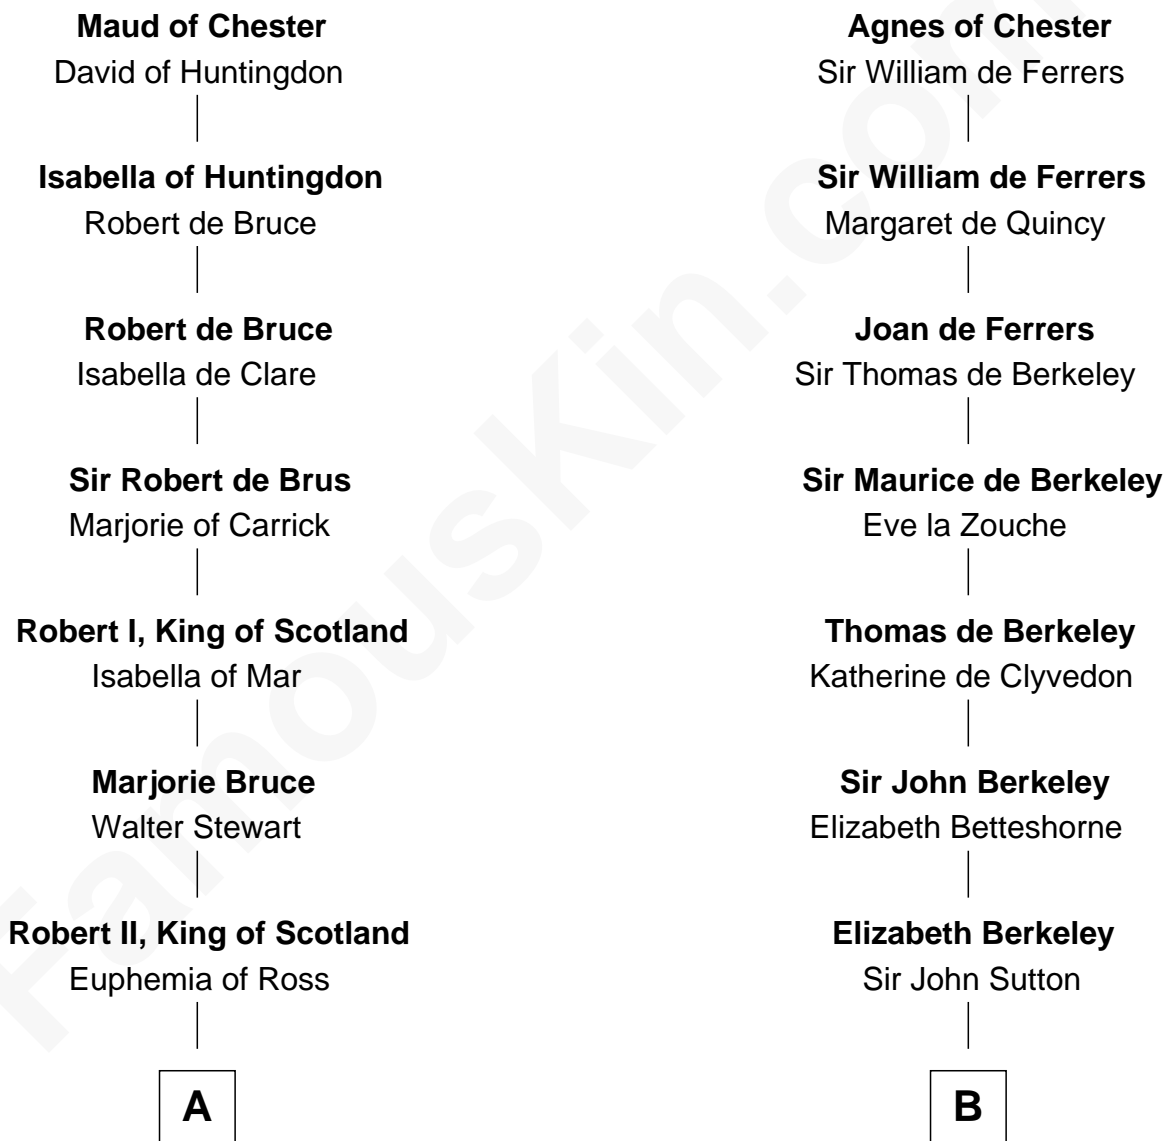 Maud of Chester
David of Huntingdon
Isabella of Huntingdon
Robert de Bruce
Robert de Bruce
Isabella de Clare
Sir Robert de Brus
Marjorie of Carrick
Robert I, King of Scotland
Isabella of Mar
Marjorie Bruce
Walter Stewart
Robert II, King of Scotland
Euphemia of Ross
A
Agnes of Chester
Sir William de Ferrers
Sir William de Ferrers
Margaret de Quincy
Joan de Ferrers
Sir Thomas de Berkeley
Sir Maurice de Berkeley
Eve la Zouche
Thomas de Berkeley
Katherine de Clyvedon
Sir John Berkeley
Elizabeth Betteshorne
Elizabeth Berkeley
Sir John Sutton
B
FamousKin.com